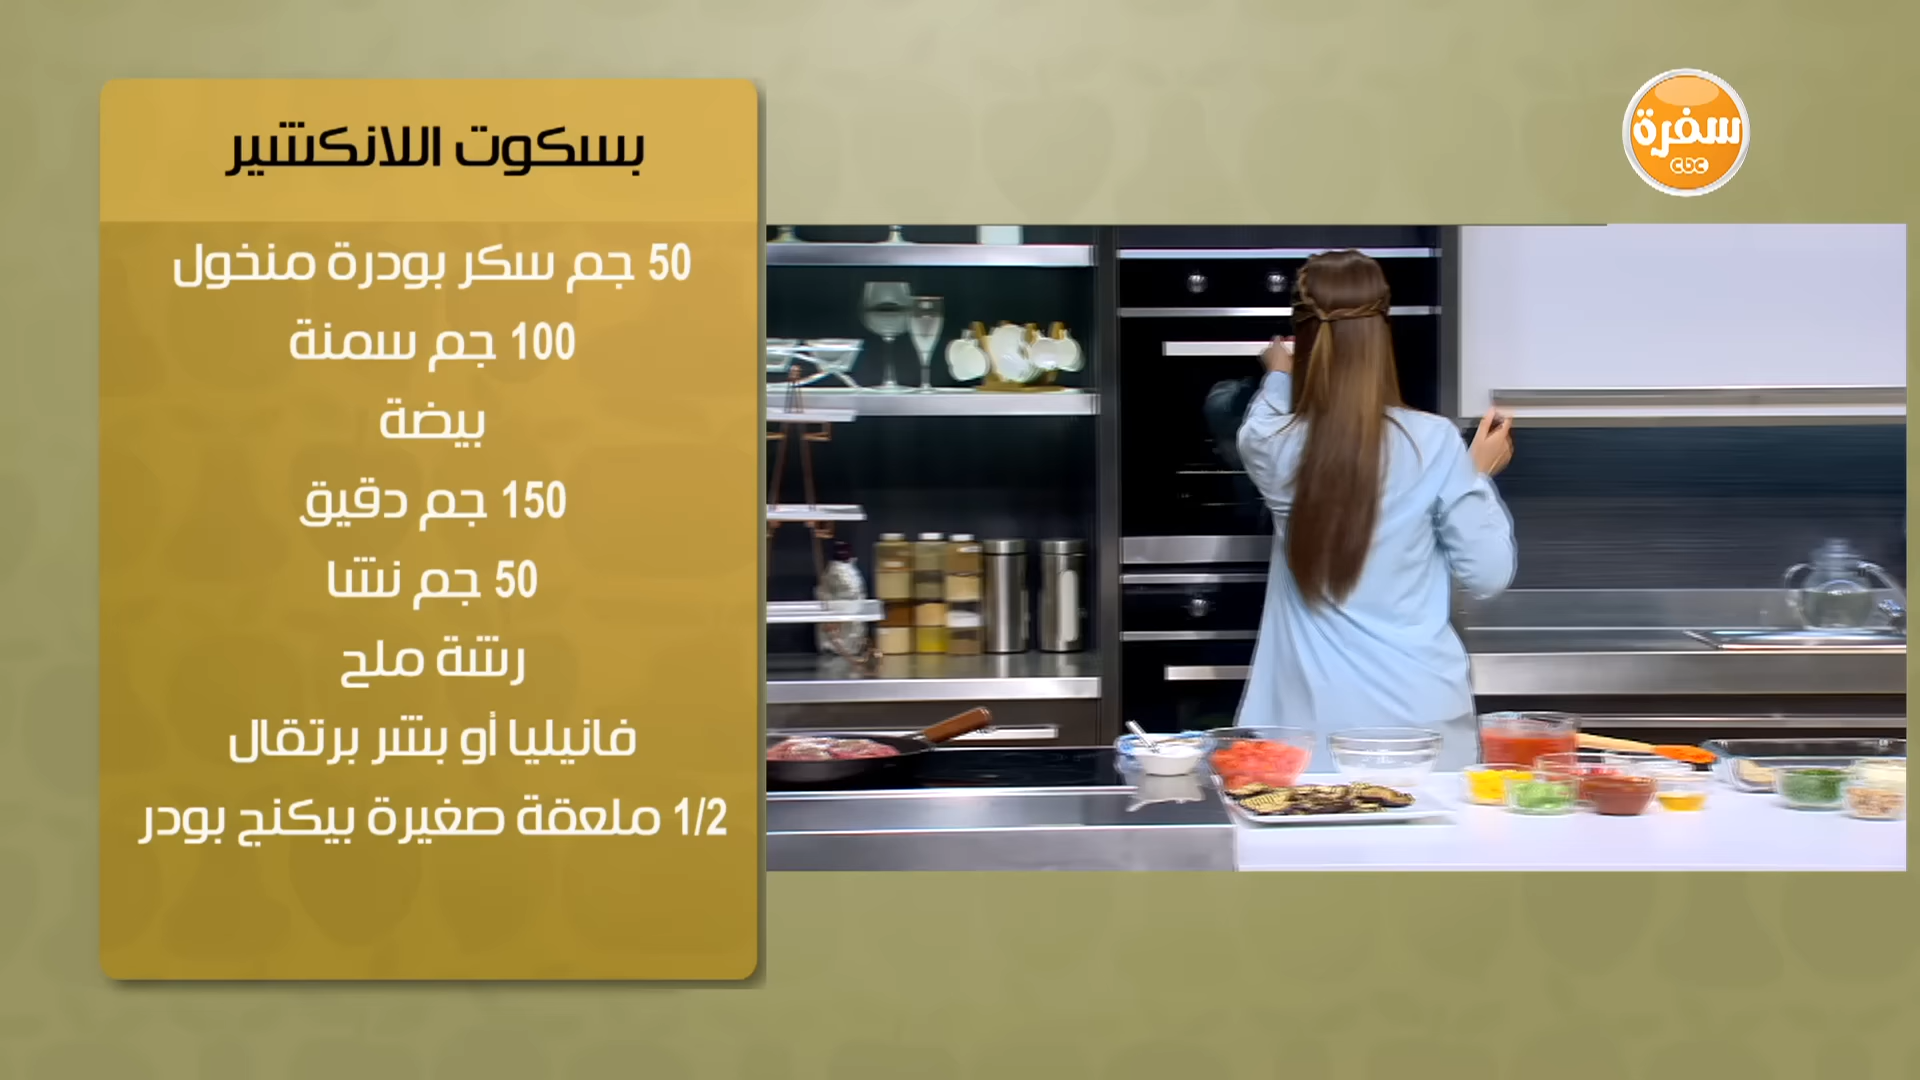 بسكوت اللانكشير
50 جم سكر بودرة منخول
100 جم سمنة
بيضة
150 جم دقيق
50 جم نشا
رشة ملح
فانيليا أو بشر برتقال
1/2 ملعقة صغيرة بيكنج بودر
سفرة
cbc